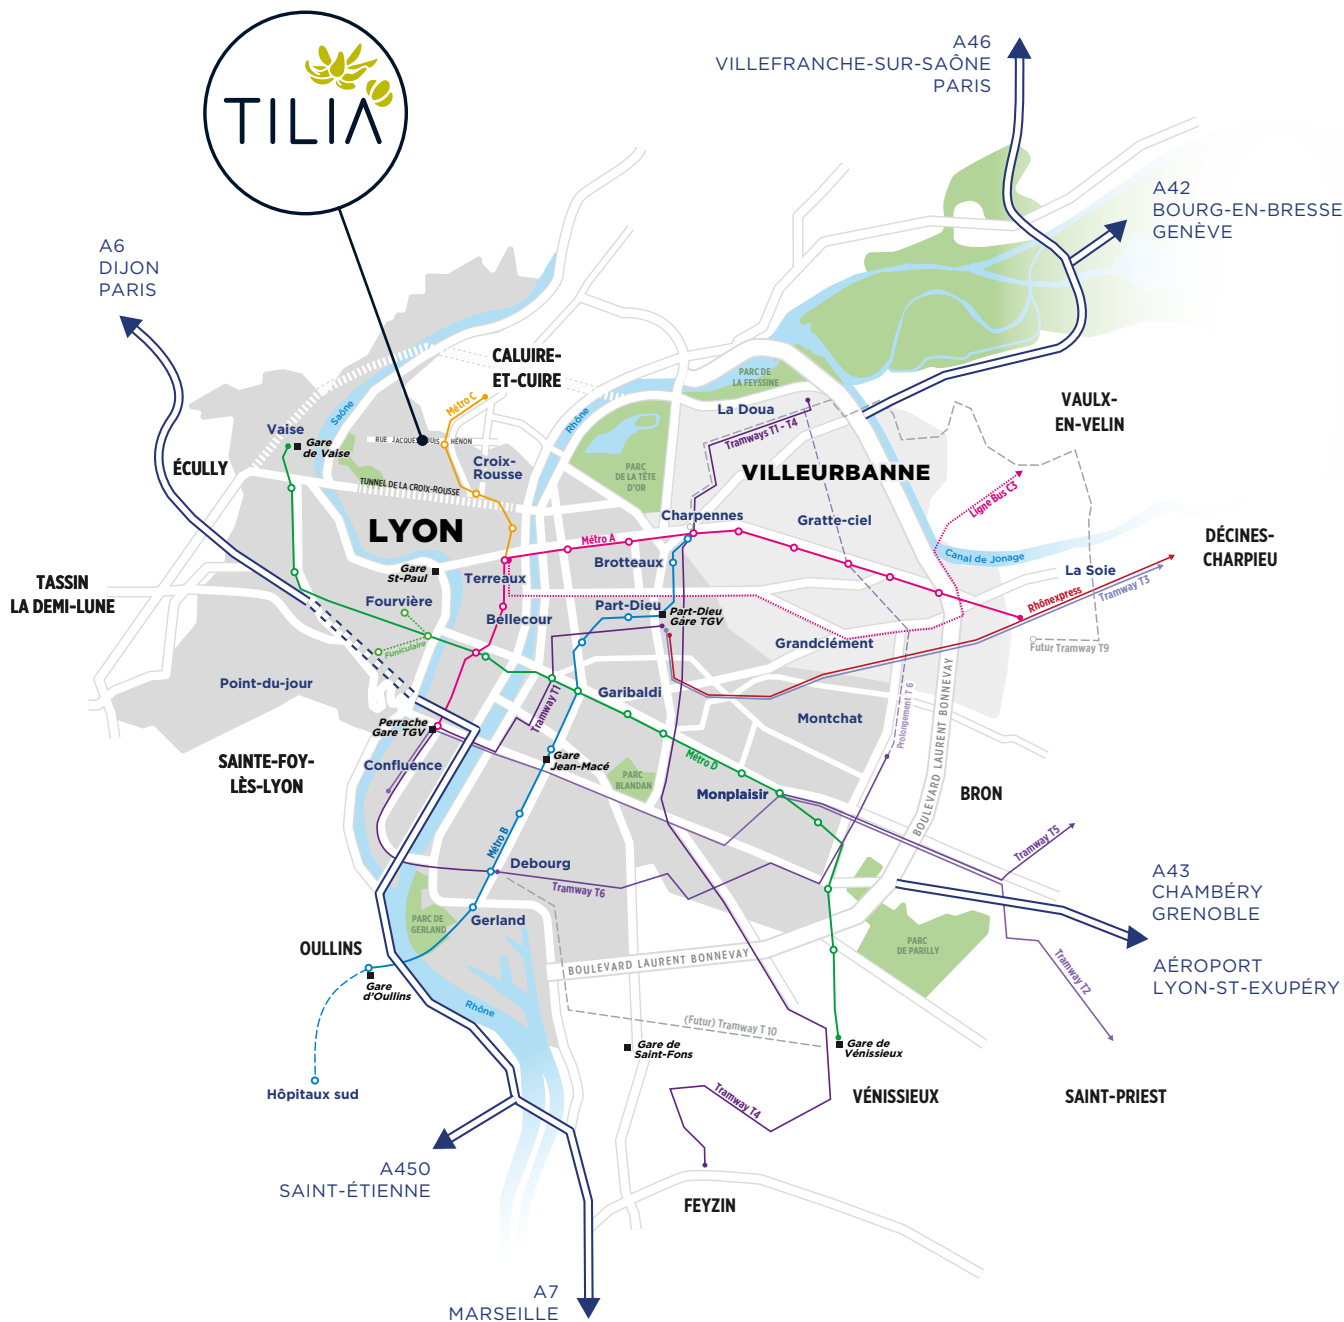 TILIA
A46
VILLEFRANCHE-SUR-SAÔNE
PARIS
A42
BOURG-EN-BRESSE
GENÈVE
A6
DIJON
PARIS
CALUIRE-
ET-CUIRE
PARC DE
LA FEYSSINE
Métro C
Saône
Rhône
La Doua
Tramways T1 - T4
VAULX-
EN-VELIN
Vaise
Gare
de Vaise
RUE JACQUES LOUIS HÉNON
Croix-
Rousse
ÉCULLY
PARC
DE LA TÊTE
D'OR
VILLEURBANNE
TUNNEL DE LA CROIX-ROUSSE
Ligne Bus C3
LYON
Charpennes
Gratte-ciel
Métro A
DÉCINES-
CHARPIEU
Canal de Jonage
Brotteaux
Gare
St-Paul
Terreaux
La Soie
TASSIN
LA DEMI-LUNE
Fourvière
Rhônexpress
Tramway T3
Part-Dieu
Part-Dieu
Gare TGV
Bellecour
Funiculaire
Grandclément
Futur Tramway T9
Point-du-jour
Tramway T1
Garibaldi
Prolongement T 6
BOULEVARD LAURENT BONNEVAY
Perrache
Gare TGV
Montchat
SAINTE-FOY-
LÈS-LYON
Confluence
Gare
Jean-Macé
Métro D
PARC
BLANDAN
Monplaisir
BRON
Métro B
Tramway T5
Debourg
Tramway T6
A43
CHAMBÉRY
GRENOBLE
PARC DE
GERLAND
Gerland
OULLINS
PARC
DE PARILLY
BOULEVARD LAURENT BONNEVAY
AÉROPORT
LYON-ST-EXUPÉRY
Gare
d'Oullins
Tramway T2
Rhône
(Futur) Tramway T 10
Gare de
Saint-Fons
Gare de
Vénissieux
Hôpitaux sud
Tramway T4
VÉNISSIEUX
SAINT-PRIEST
A450
SAINT-ÉTIENNE
FEYZIN
A7
MARSEILLE